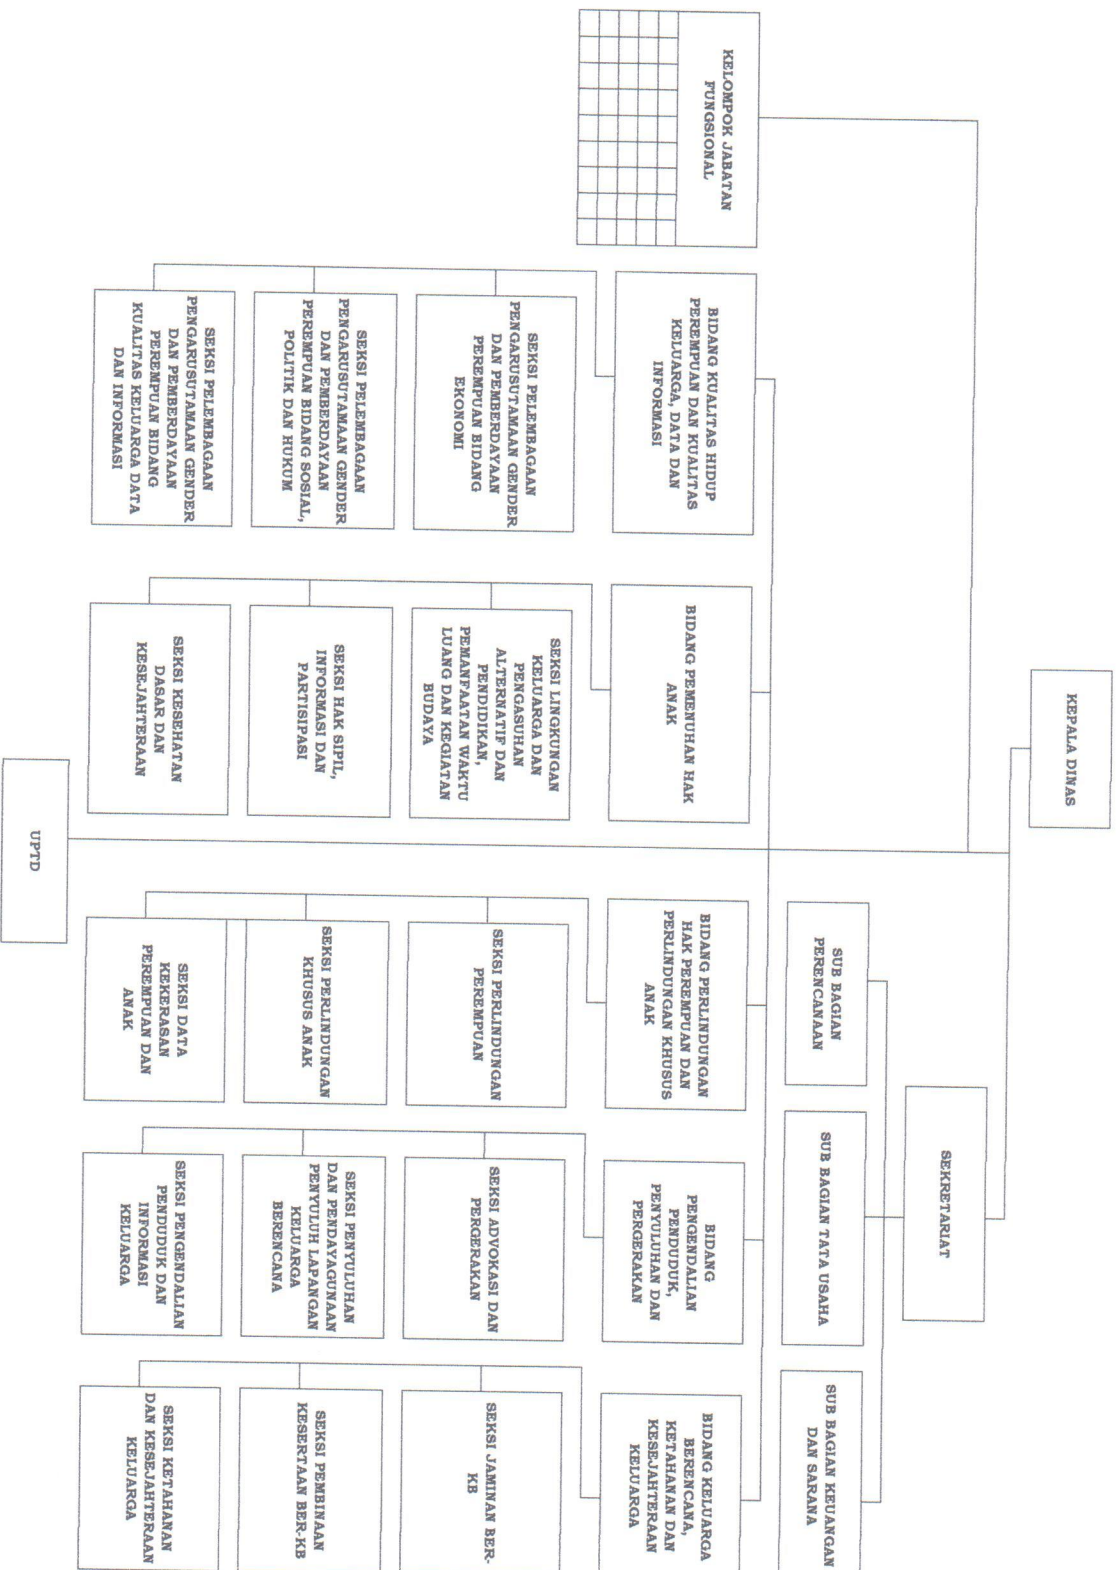 KEPALA DINAS
SEKRETARIAT
SUB BAGIAN
PERENCANAAN
SUB BAGIAN TATA USAHA
SUB BAGIAN KEUANGAN
DAN SARANA
KELOMPOK JABATAN
FUNGSIONAL
BIDANG KUALITAS HIDUP
PEREMPUAN DAN KUALITAS
KELUARGA, DATA DAN
INFORMASI
SEKSI PELEMBAGAAN
PENGARUSUTAMAAN GENDER
DAN PEMBERDAYAAN
PEREMPUAN BIDANG
EKONOMI
SEKSI PELEMBAGAAN
PENGARUSUTAMAAN GENDER
DAN PEMBERDAYAAN
PEREMPUAN BIDANG SOSIAL,
POLITIK DAN HUKUM
SEKSI PELEMBAGAAN
PENGARUSUTAMAAN GENDER
DAN PEMBERDAYAAN
PEREMPUAN BIDANG
KUALITAS KELUARGA DATA
DAN INFORMASI
BIDANG PEMENUHAN HAK
ANAK
SEKSI LINGKUNGAN
KELUARGA DAN
PENGASUHAN
ALTERNATIF DAN
PENDIDIKAN,
PEMANFAATAN WAKTU
LUANG DAN KEGIATAN
BUDAYA
SEKSI HAK SIPIL,
INFORMASI DAN
PARTISIPASI
SEKSI KESEHATAN
DASAR DAN
KESEJAHTERAAN
BIDANG PERLINDUNGAN
HAK PEREMPUAN DAN
PERLINDUNGAN KHUSUS
ANAK
SEKSI PERLINDUNGAN
PEREMPUAN
SEKSI PERLINDUNGAN
KHUSUS ANAK
SEKSI DATA
KEKERASAN
PEREMPUAN DAN
ANAK
BIDANG
PENGENDALIAN
PENDUDUK,
PENYULUHAN DAN
PERGERAKAN
SEKSI ADVOKASI DAN
PERGERAKAN
SEKSI PENYULUHAN
DAN PENDAYAGUNAAN
PENYULUH LAPANGAN
KELUARGA
BERENCANA
SEKSI PENGENDALIAN
PENDUDUK DAN
INFORMASI
KELUARGA
BIDANG KELUARGA
BERENCANA,
KETAHANAN DAN
KESEJAHTERAAN
KELUARGA
SEKSI JAMINAN BER-
KB
SEKSI PEMBINAAN
KESERTAAN BER-KB
SEKSI KETAHANAN
DAN KESEJAHTERAAN
KELUARGA
UPTD